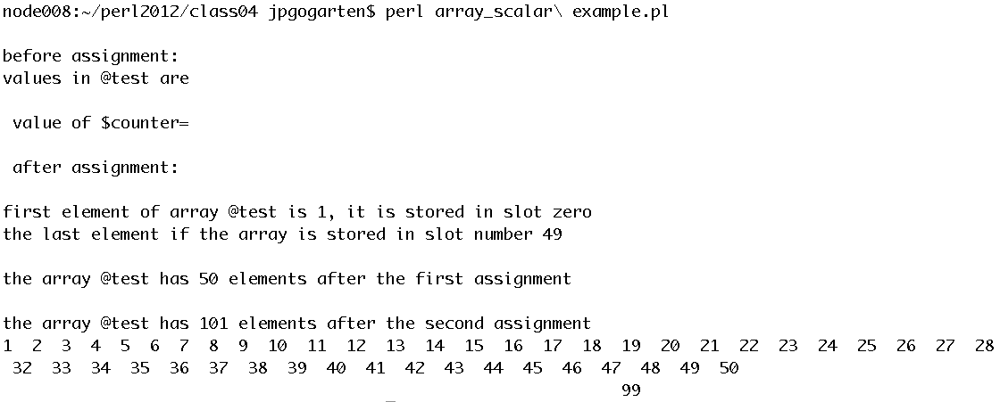 node008:~/perl2012/class04 jpgogarten$ perl array_scalar\ example.pl
before assignment:
values in @test are
value of $counter=
after assignment:
first element of array @test is 1, it is stored in slot zero
the last element if the array is stored in slot number 49
the array @test has 50 elements after the first assignment
the array @test has 101 elements after the second assignment
1 2 3 4 5 6 7 8 9 10 11 12 13 14 15 16 17 18 19 20 21 22 23 24 25 26 27 28
32 33 34 35 36 37 38 39 40 41 42 43 44 45 46 47 48 49 50
99